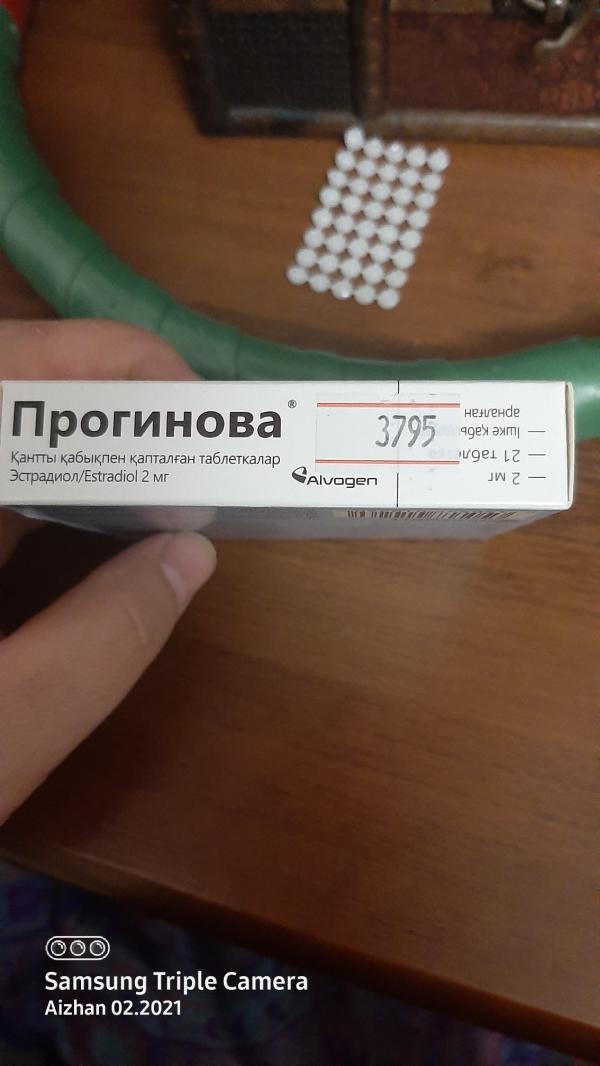 Прогинова®
Қантты қабықпен қапталған таблеткалар
Эстрадиол/Estradiol 2 мг
Alvogen
3795
— 2 мг
— 21
— Ішке
арналған
Samsung Triple Camera
Aizhan 02.2021